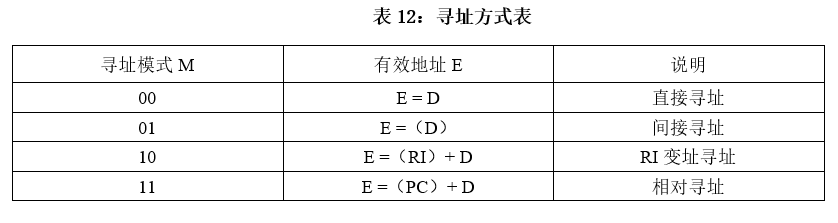 表 12：寻址方式表
寻址模式 M 有效地址 E 说明
00 E = D 直接寻址
01 E =（D） 间接寻址
10 E =（RI）+ D RI 变址寻址
11 E =（PC）+ D 相对寻址